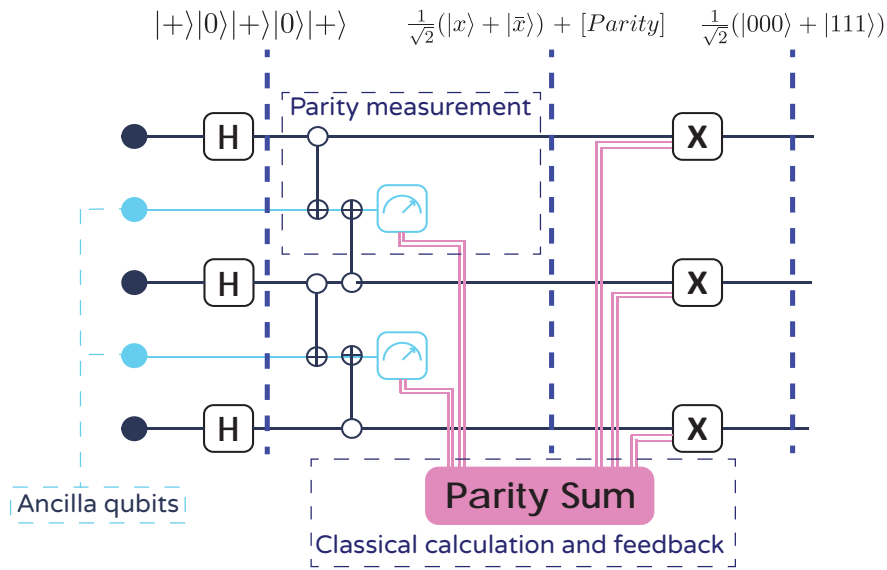 |+⟩|0⟩|+⟩|0⟩|+⟩
1/√2(|x⟩ + |x̄⟩) + [Parity]
1/√2(|000⟩ + |111⟩)
Parity measurement
H
X
H
X
H
X
Ancilla qubits
Parity Sum
Classical calculation and feedback